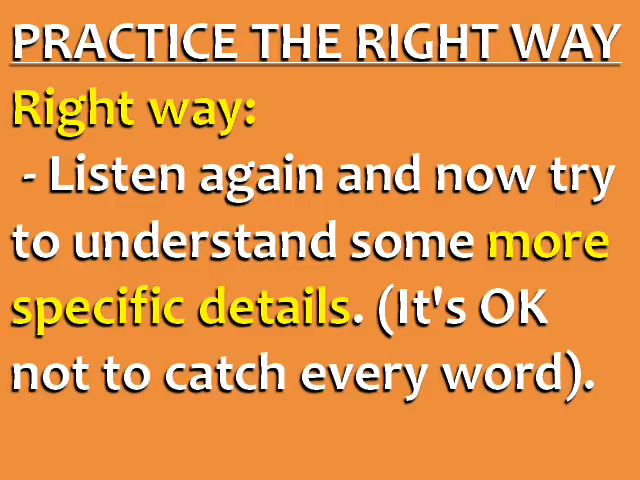 PRACTICE THE RIGHT WAY
Right way:
- Listen again and now try
to understand some more
specific details. (It's OK
not to catch every word).